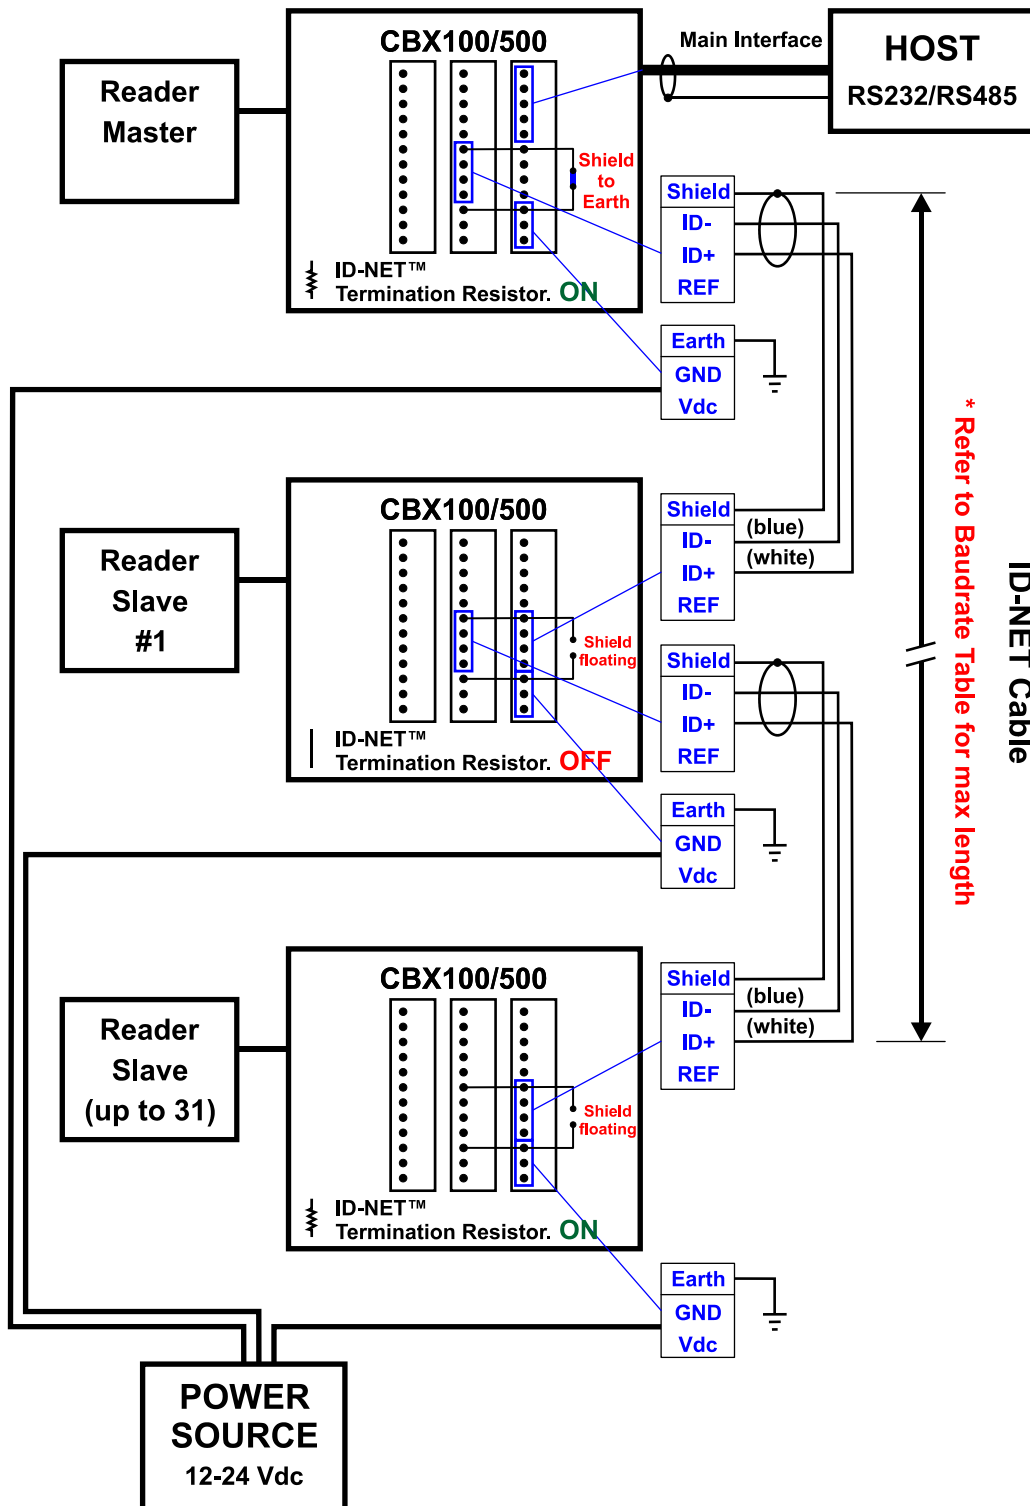 CBX100/500
Main Interface
HOST
RS232/RS485
Reader
Master
Shield
to
Earth
ID-NET™
Termination Resistor. ON
Shield
ID-
ID+
REF
Earth
GND
Vdc
CBX100/500
Reader
Slave
#1
Shield
floating
ID-NET™
Termination Resistor. OFF
Shield
ID-
(blue)
ID+
(white)
REF
Shield
ID-
ID+
REF
Earth
GND
Vdc
ID-NET Cable
* Refer to Baudrate Table for max length
CBX100/500
Reader
Slave
(up to 31)
Shield
floating
ID-NET™
Termination Resistor. ON
Shield
ID-
(blue)
ID+
(white)
REF
Earth
GND
Vdc
POWER
SOURCE
12-24 Vdc